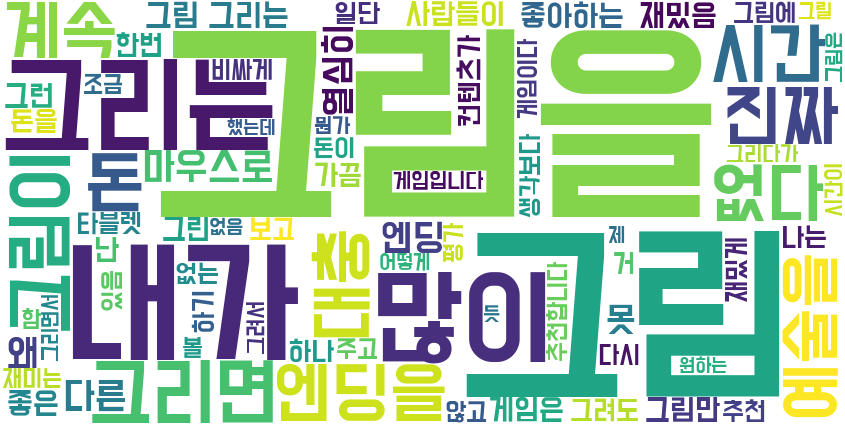 계속
그림 그리는
일단
사람들이
좋아하는
재밌음
그림에
그릴
한번
그림을
열심히
컨텐츠가
게임이다
시간
그림은
그리는
비싸게
조금
그런
돈을
했는데
뭔가
돈이
진짜
그리다가
돈
마우스로
가끔
게임입니다
생각보다
없다
시간이
그림이
타블렛
그린
없음
보고
엔딩
평가
제
나는
난
내가
대충
어떻게
많이
그림
거
재밌게
있음
없는
하기
그래서
듯
추천합니다
못
예술을
함
그리면서
왜
볼
하나
주고
다시
원하는
재미는
좋은
다른
그리면
엔딩을
않고
게임은
그려도
그림만
추천